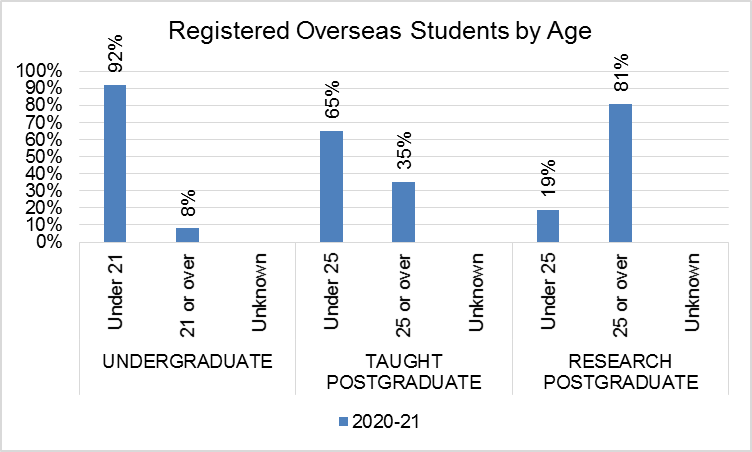 Registered Overseas Students by Age
100%
90%
80%
70%
60%
50%
40%
30%
20%
10%
0%
92%
8%
65%
35%
19%
81%
Under 21
21 or over
Unknown
Under 25
25 or over
Unknown
Under 25
25 or over
Unknown
UNDERGRADUATE
TAUGHT
POSTGRADUATE
RESEARCH
POSTGRADUATE
2020-21